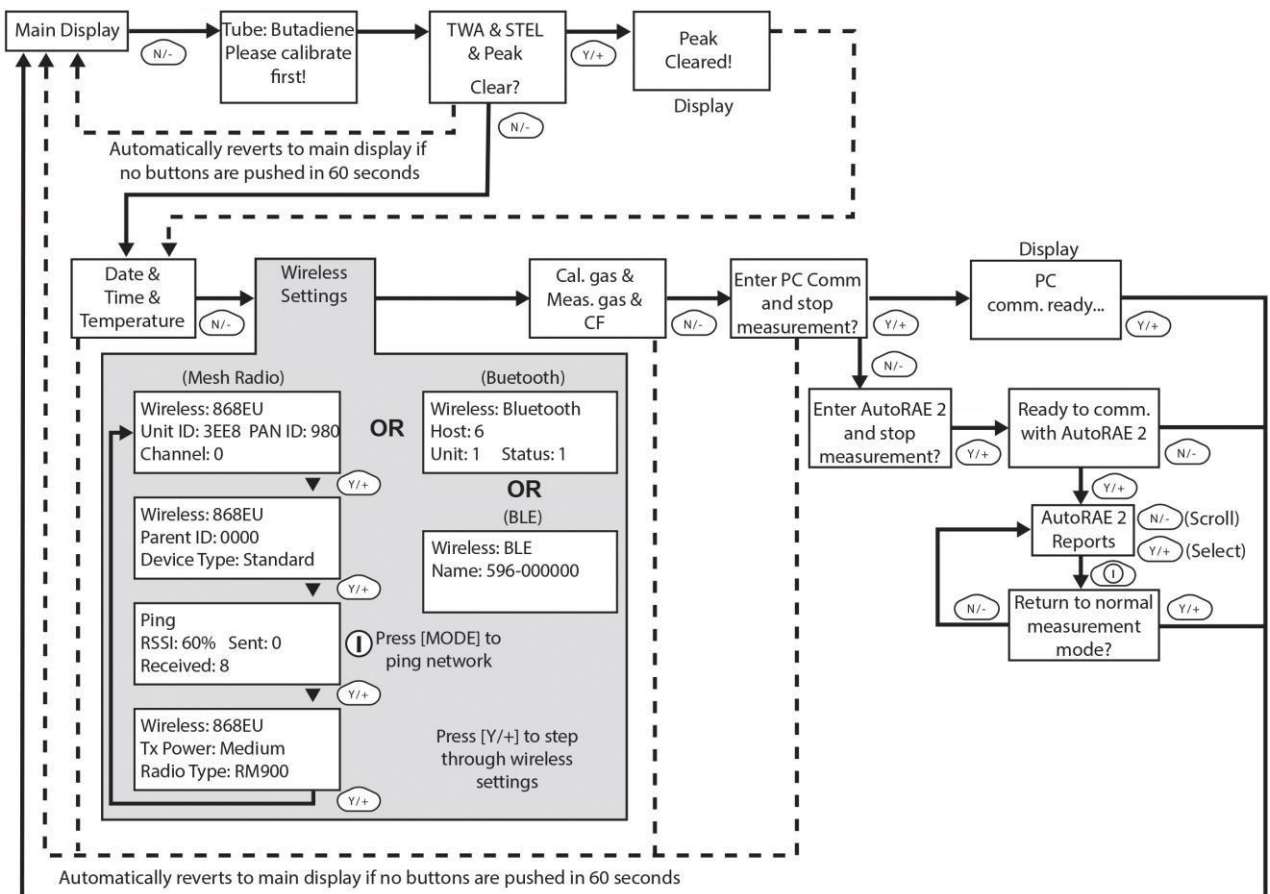 Main Display
N/-
Tube: Butadiene
Please calibrate
first!
TWA & STEL
& Peak
Clear?
Y/+
N/-
Peak
Cleared!
Display
Automatically reverts to main display if
no buttons are pushed in 60 seconds
Date &
Time &
Temperature
N/-
Wireless
Settings
Cal. gas &
Meas. gas &
CF
N/-
Enter PC Comm
and stop
measurement?
Y/+
N/-
Display
PC
comm. ready...
Y/+
(Mesh Radio)
Wireless: 868EU
Unit ID: 3EE8 PAN ID: 980
Channel: 0
Y/+
Wireless: 868EU
Parent ID: 0000
Device Type: Standard
Y/+
Ping
RSSI: 60% Sent: 0
Received: 8
Y/+
Press [MODE] to
ping network
Wireless: 868EU
Tx Power: Medium
Radio Type: RM900
Y/+
OR
(Buetooth)
Wireless: Bluetooth
Host: 6
Unit: 1 Status: 1
OR
(BLE)
Wireless: BLE
Name: 596-000000
Press [Y/+] to step
through wireless
settings
Enter AutoRAE 2
and stop
measurement?
Y/+
Ready to comm.
with AutoRAE 2
N/-
Y/+
AutoRAE 2
Reports
N/- (Scroll)
Y/+ (Select)
Return to normal
measurement
mode?
N/-
Y/+
Automatically reverts to main display if no buttons are pushed in 60 seconds